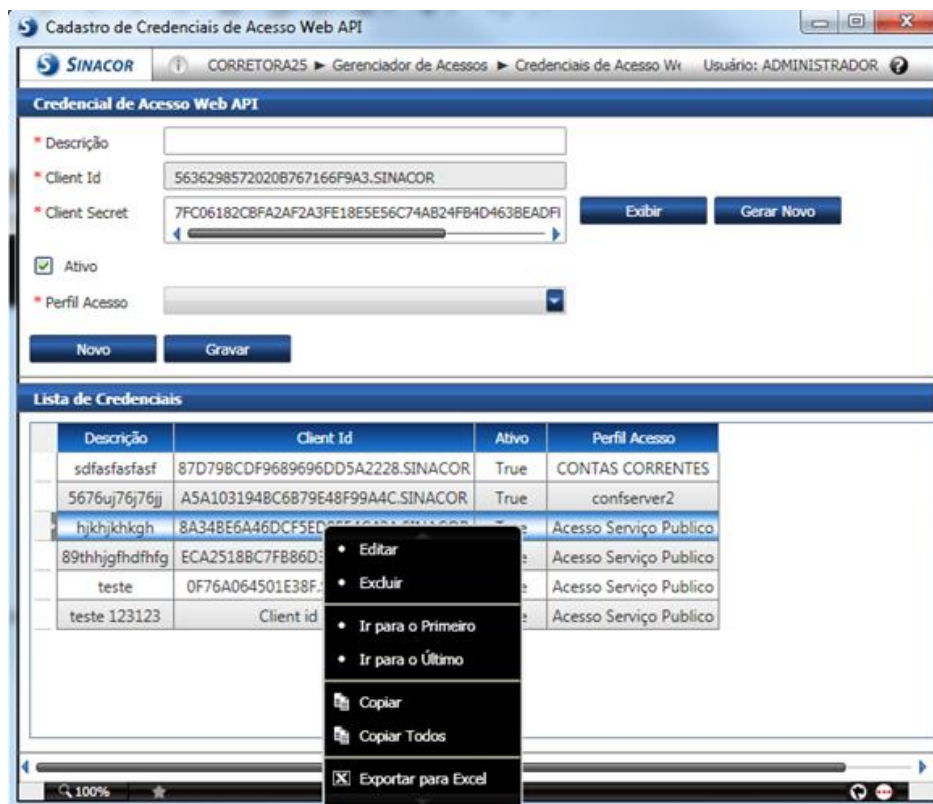 Cadastro de Credenciais de Acesso Web API
SINACOR CORRETORA25 ► Gerenciador de Acessos ► Credenciais de Acesso We Usuário: ADMINISTRADOR
Credencial de Acesso Web API
* Descrição
* Client Id 5636298572020B767166F9A3.SINACOR
* Client Secret 7FC06182CBFA2AF2A3FE18E5E56C74AB24FB4D463BEADF Exibir Gerar Novo
Ativo
* Perfil Acesso
Novo Gravar
Lista de Credenciais
Descrição Client Id Ativo Perfil Acesso
sdfasfasfasf 87D79BCDF9689696DD5A2228.SINACOR True CONTAS CORRENTES
5676uj76j76jj A5A103194BC6B79E48F99A4C.SINACOR True confserver2
hjkhjkhkgh Acesso Serviço Publico
89thhjgfhdfhfg ECA2518BC7FB86D3 Acesso Serviço Publico
teste 0F76A064501E38F. Acesso Serviço Publico
teste 123123 Client id Acesso Serviço Publico
Editar
Excluir
Ir para o Primeiro
Ir para o Último
Copiar
Copiar Todos
Exportar para Excel
100%